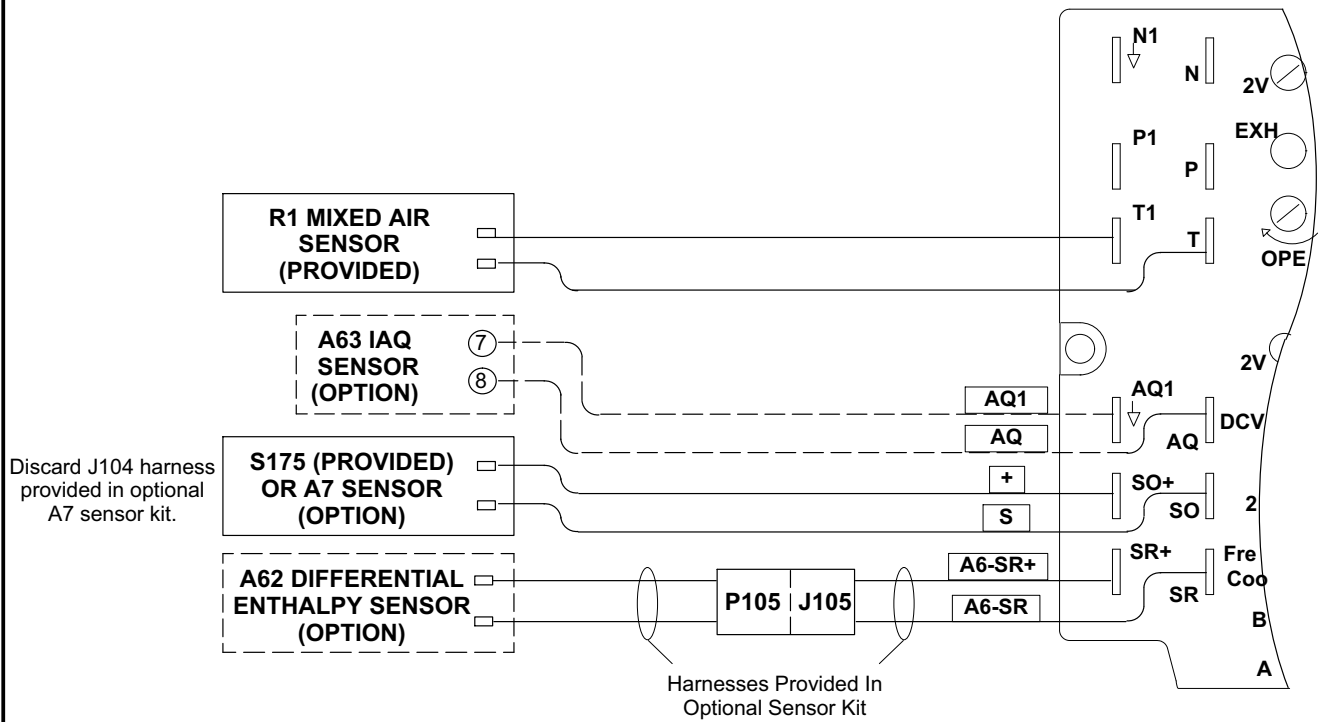 N1
N
2V
EXH
P1
P
R1 MIXED AIR
SENSOR
(PROVIDED)
T1
T
OPE
A63 IAQ
SENSOR
(OPTION)
7
8
2V
AQ1
AQ1
AQ
AQ
DCV
Discard J104 harness
provided in optional
A7 sensor kit.
S175 (PROVIDED)
OR A7 SENSOR
(OPTION)
+
S
SO+
SO
2
A62 DIFFERENTIAL
ENTHALPY SENSOR
(OPTION)
P105
J105
A6-SR+
A6-SR
SR+
SR
Fre
Coo
B
A
Harnesses Provided In
Optional Sensor Kit